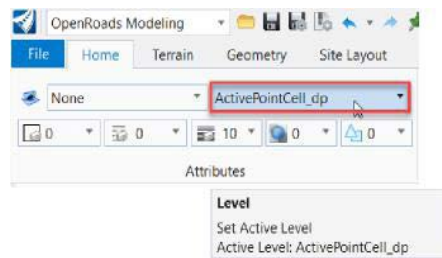 OpenRoads Modeling
File Home Terrain Geometry Site Layout
None ActivePointCell_dp
0 0 10 0 0
Attributes
Level
Set Active Level
Active Level: ActivePointCell_dp